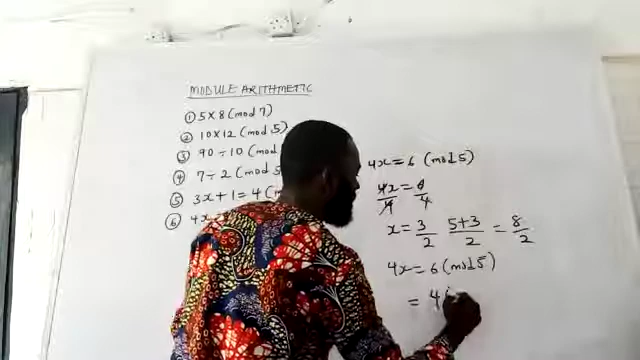 MODULE ARITHMETIC
① 5 x 8 (mod 7)
② 10 x 12 (mod 5)
③ 90 ÷ 10 (mod
④ 7 ÷ 2 (mod 5
⑤ 3x + 1 = 4 (m
⑥ 4x
4x = 6 (mod 5)
4x/4 = 6/4
x = 3/2 5+3/2 = 8/2
4x = 6 (mod 5)
= 4